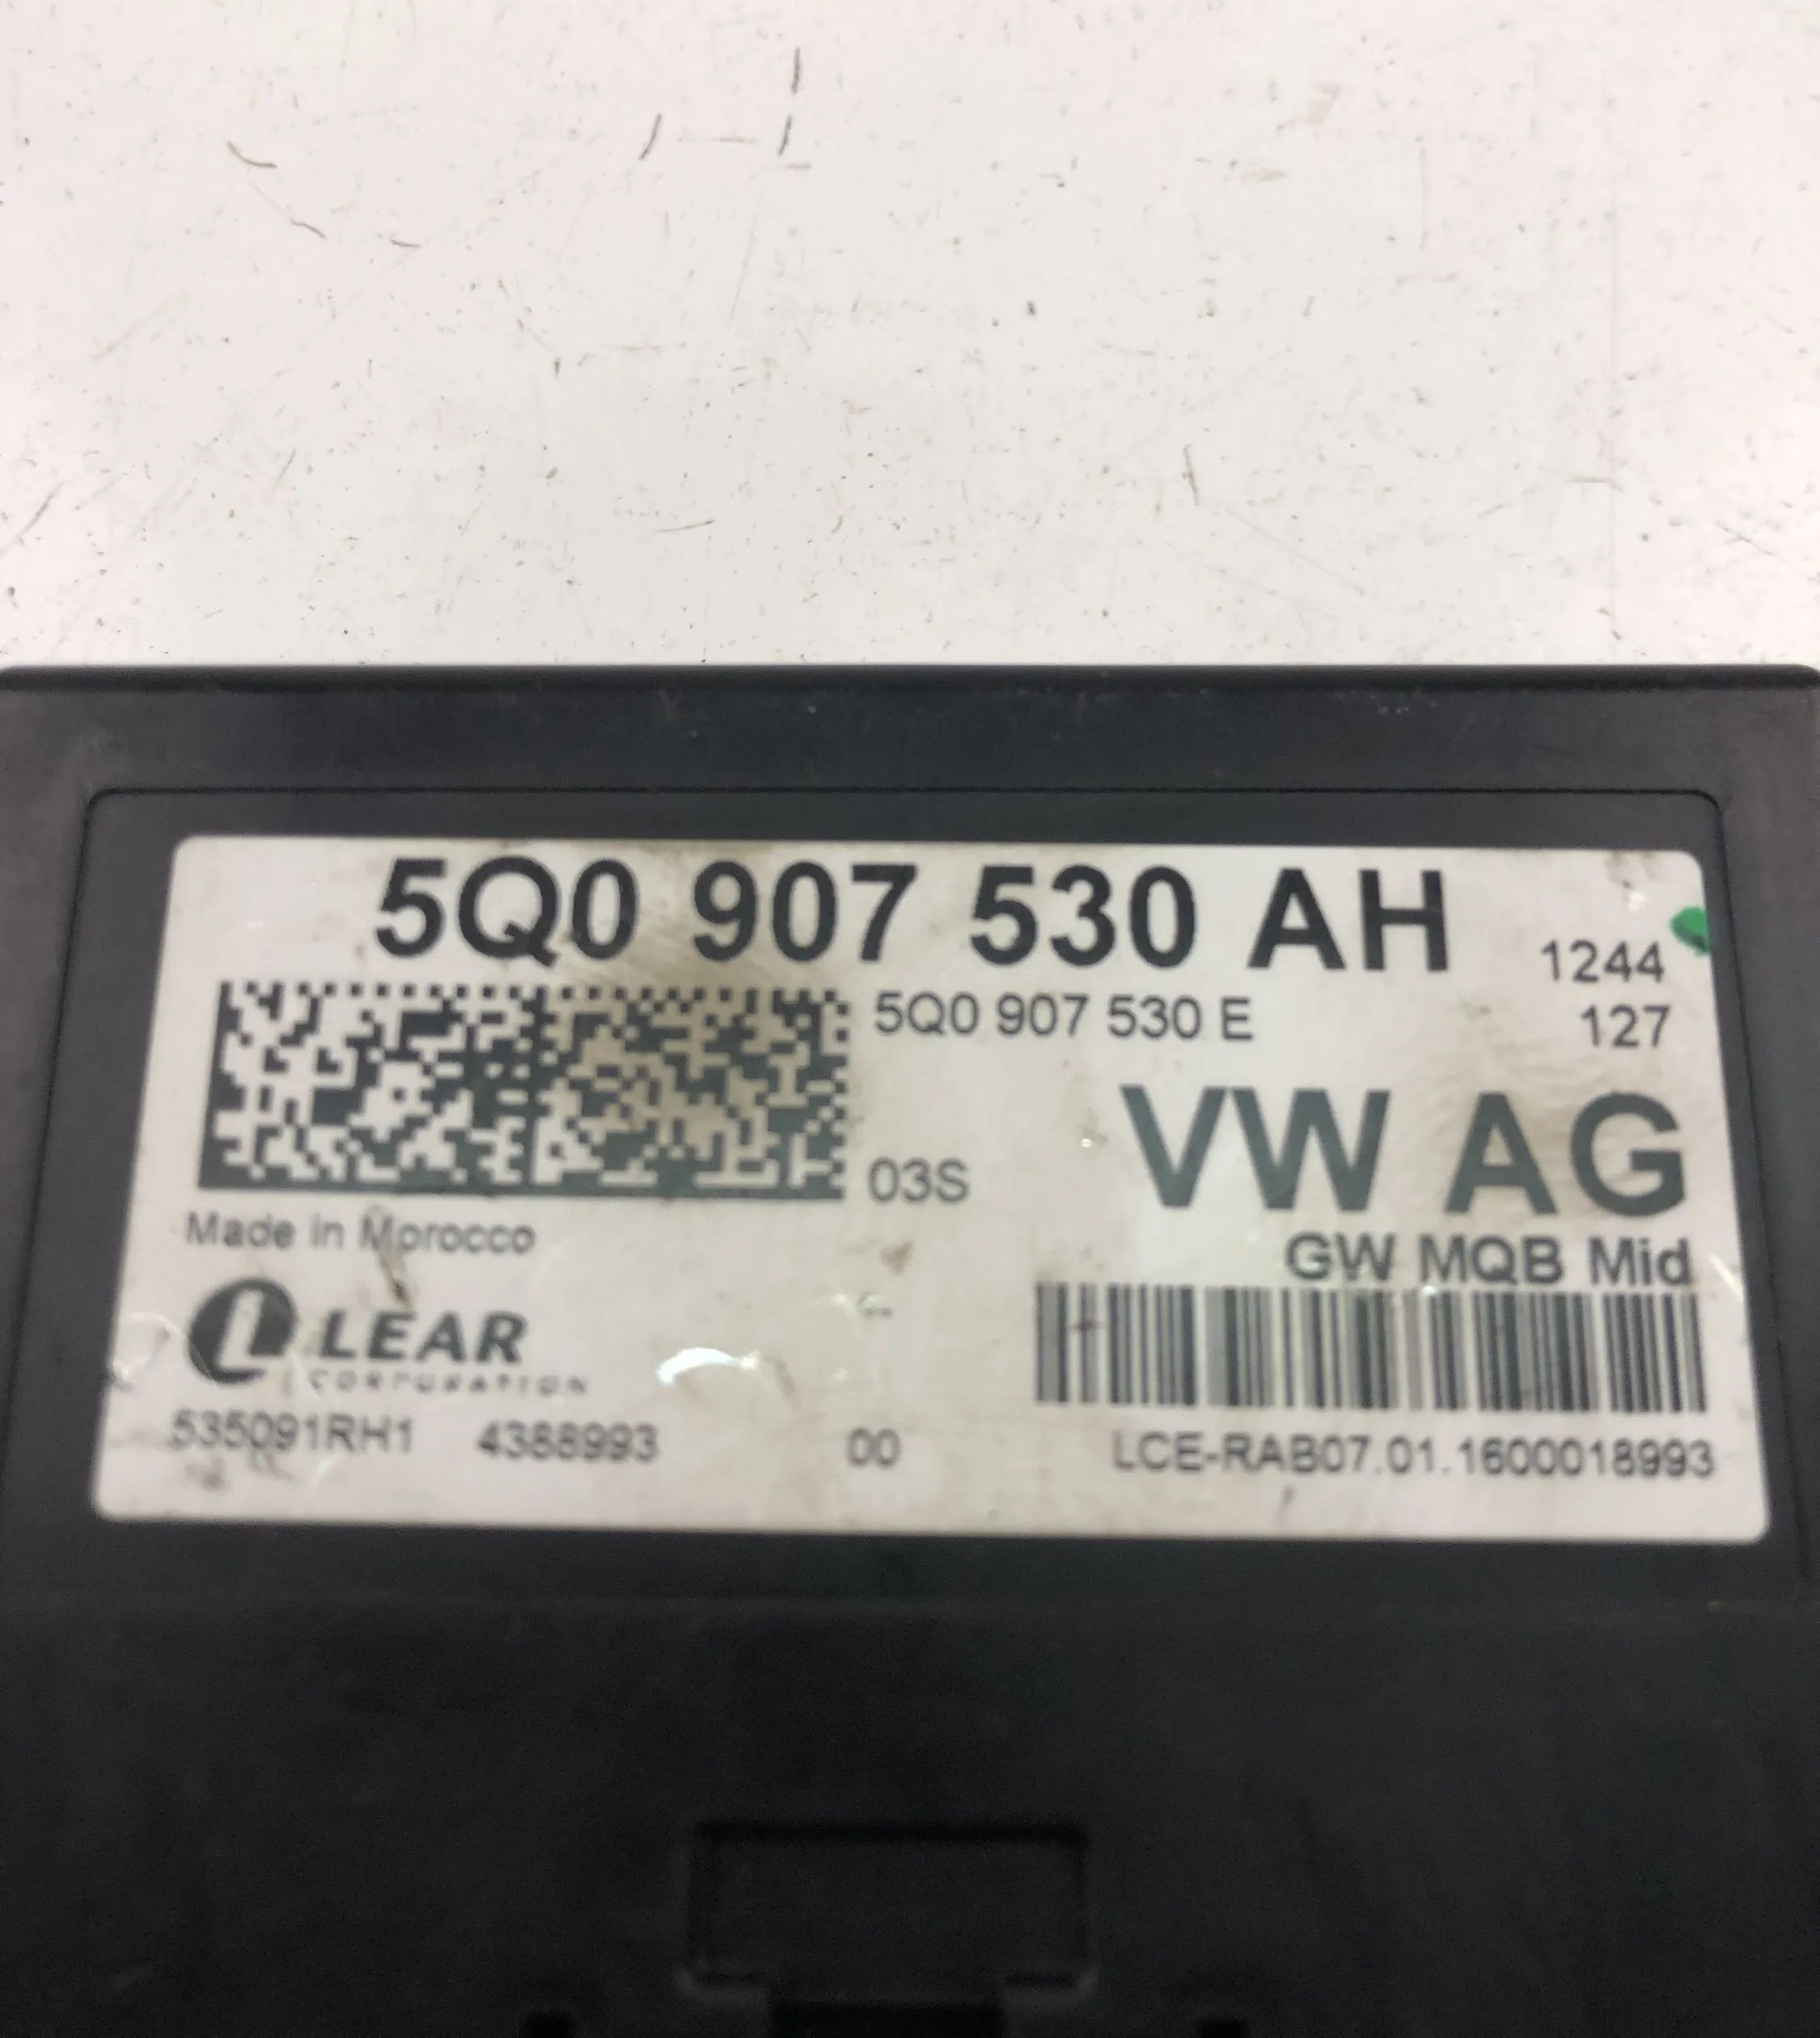 5Q0 907 530 AH
1244
5Q0 907 530 E
127
VW AG
03S
GW MQB Mid
Made in Morocco
LEAR
CORPORATION
535091RH1 4388993 00 LCE-RAB07.01.1600018993